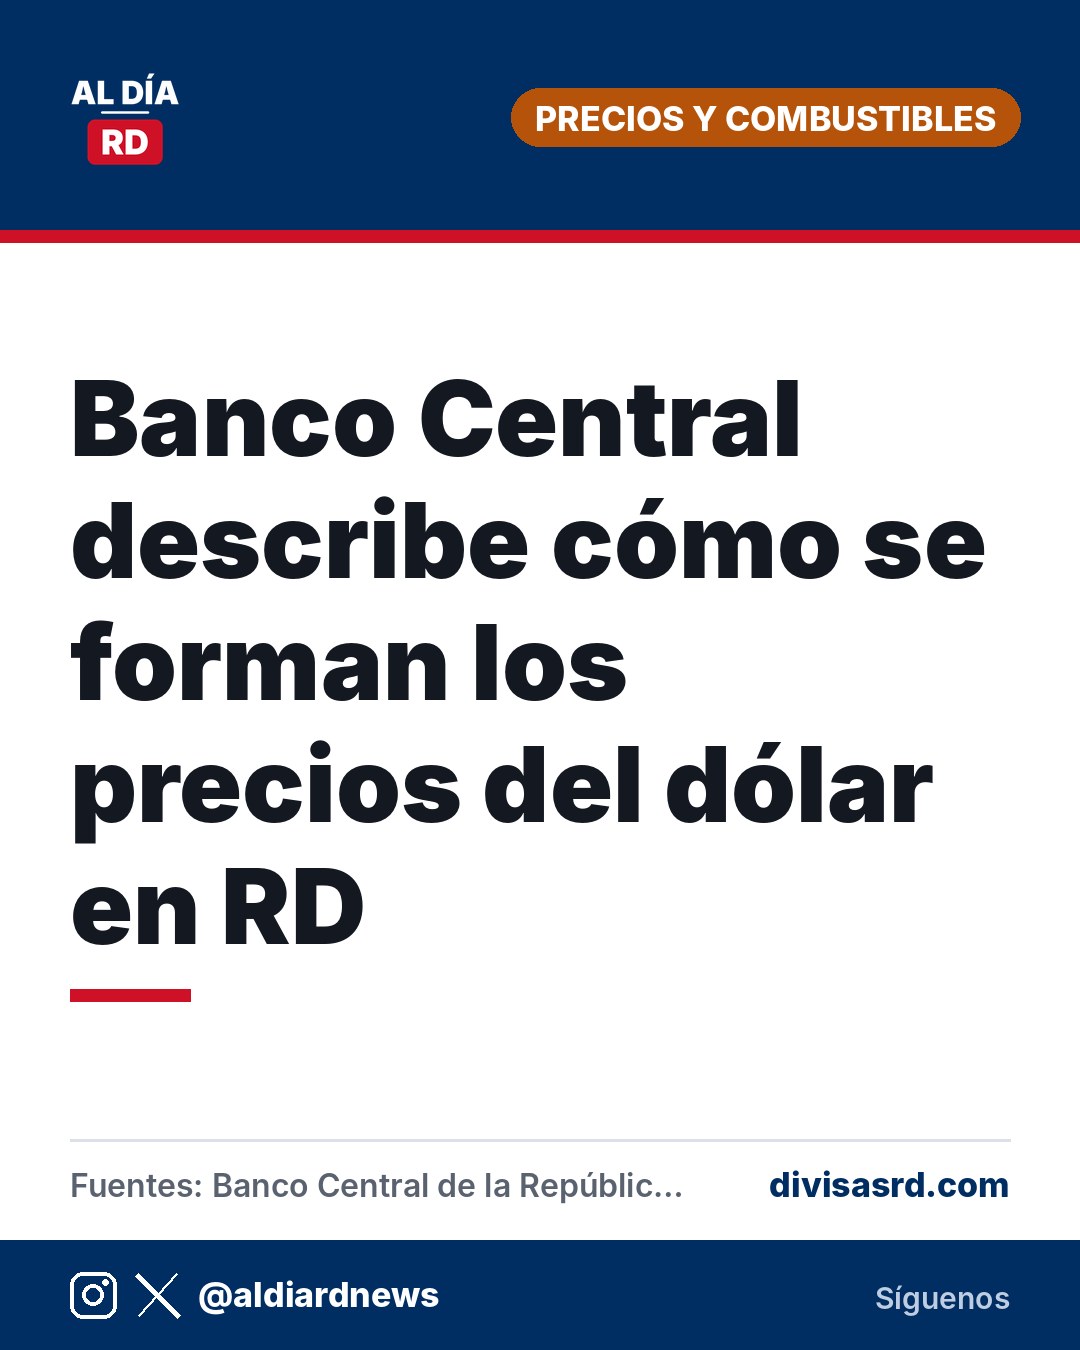 AL DÍA
RD
PRECIOS Y COMBUSTIBLES
Banco Central
describe cómo se
forman los
precios del dólar
en RD
Fuentes: Banco Central de la Repúblic...
divisasrd.com
@aldiardnews
Síguenos